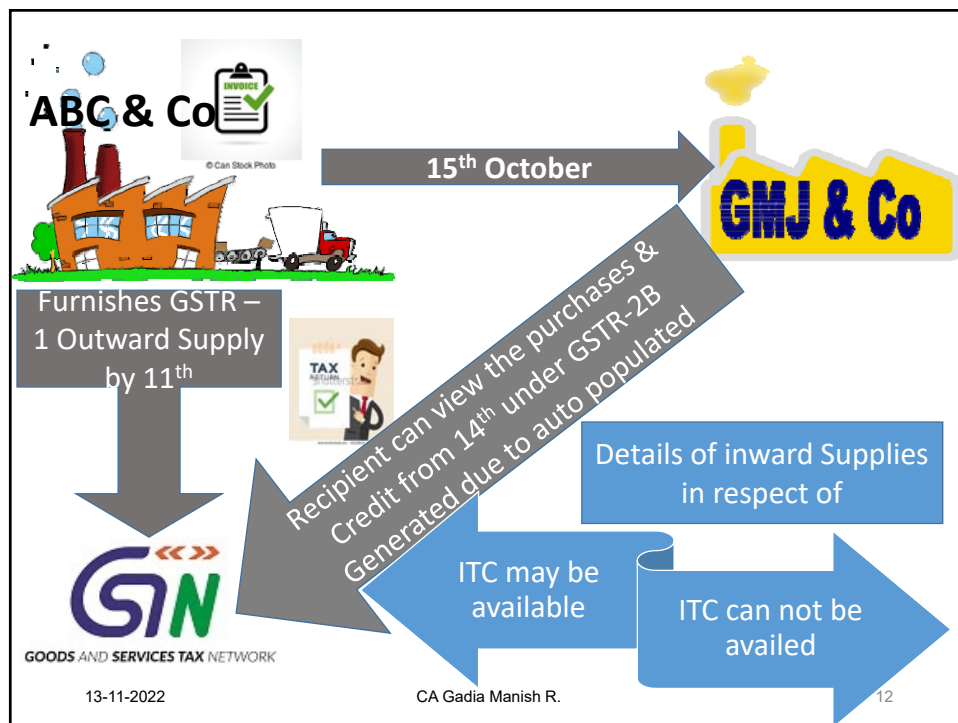 ABC & Co
INVOICE
© Can Stock Photo
15th October
GMJ & Co
Furnishes GSTR –
1 Outward Supply
by 11th
TAX
RETURN
Recipient can view the purchases &
Credit from 14th under GSTR-2B
Generated due to auto populated
Details of inward Supplies
in respect of
ITC may be
available
ITC can not be
availed
GSTN
GOODS AND SERVICES TAX NETWORK
13-11-2022
CA Gadia Manish R.
12